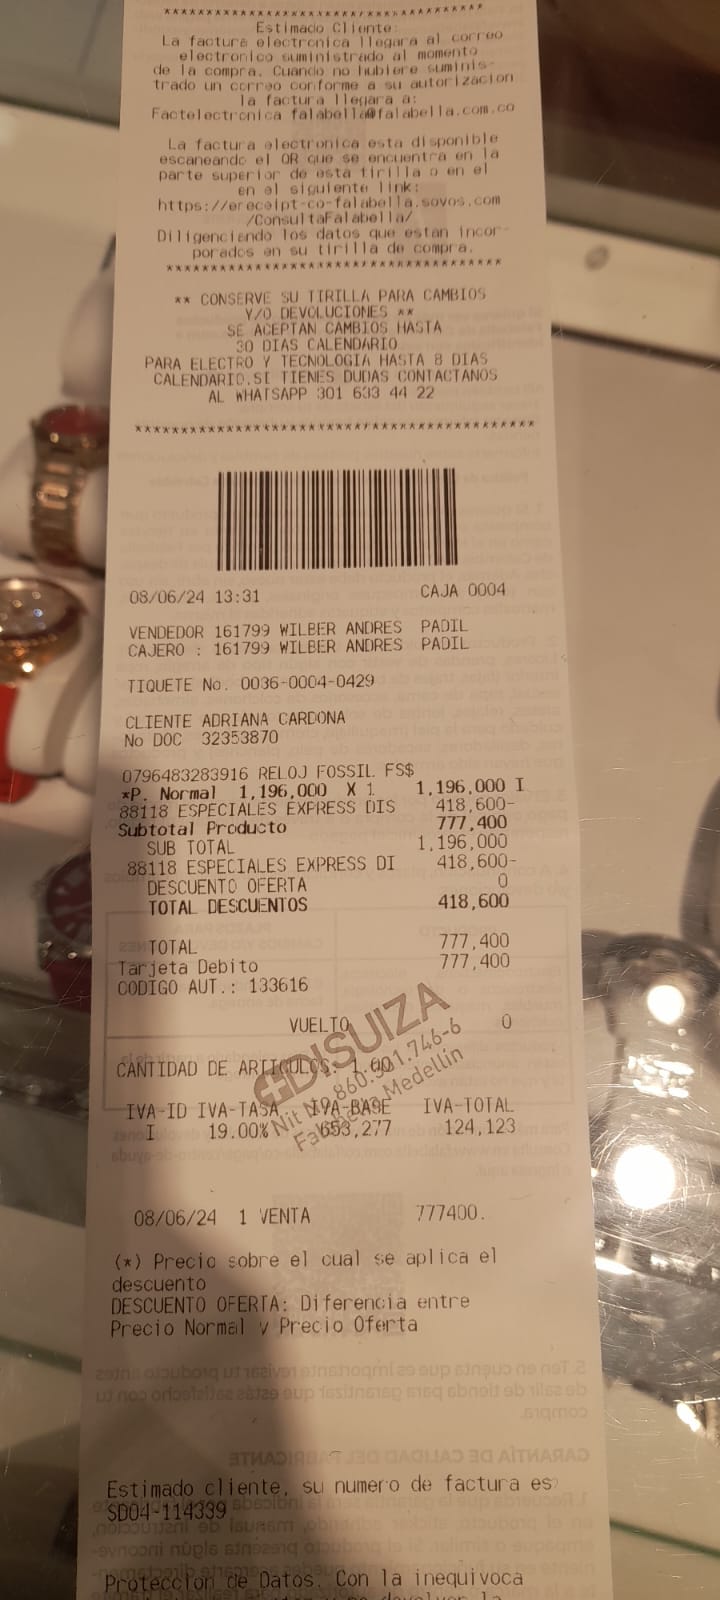 ****************************************
Estimado Cliente:
La factura electronica llegara al correo
electronico suministrado al momento
de la compra. Cuando no hubiere suminis-
trado un correo conforme a su autorizacion
la factura llegara a:
Factelectronica falabella@falabella.com.co
La factura electronica esta disponible
escaneando el QR que se encuentra en la
parte superior de esta tirilla o en el
en el siguiente link:
https://ereceipt-co-falabella.sovos.com
/ConsultaFalabella/
Diligenciando los datos que estan incor-
porados en su tirilla de compra.
****************************************
** CONSERVE SU TIRILLA PARA CAMBIOS
Y/O DEVOLUCIONES **
SE ACEPTAN CAMBIOS HASTA
30 DIAS CALENDARIO
PARA ELECTRO Y TECNOLOGIA HASTA 8 DIAS
CALENDARIO.SI TIENES DUDAS CONTACTANOS
AL WHATSAPP 301 633 44 22
****************************************
08/06/24 13:31 CAJA 0004
VENDEDOR 161799 WILBER ANDRES PADIL
CAJERO : 161799 WILBER ANDRES PADIL
TIQUETE No. 0036-0004-0429
CLIENTE ADRIANA CARDONA
No DOC 32353870
0796483283916 RELOJ FOSSIL FS$
*P. Normal 1,196,000 X 1 1,196,000 I
88118 ESPECIALES EXPRESS DIS 418,600-
Subtotal Producto 777,400
SUB TOTAL 1,196,000
88118 ESPECIALES EXPRESS DI 418,600-
DESCUENTO OFERTA 0
TOTAL DESCUENTOS 418,600
TOTAL 777,400
Tarjeta Debito 777,400
CODIGO AUT.: 133616
VUELTO 0
DISUIZA
Nit No 860.901.746-6
Falabella Medellín
CANTIDAD DE ARTICULOS: 1.00
IVA-ID IVA-TASA IVA-BASE IVA-TOTAL
I 19.00% 653,277 124,123
08/06/24 1 VENTA 777400.
(*) Precio sobre el cual se aplica el
descuento
DESCUENTO OFERTA: Diferencia entre
Precio Normal y Precio Oferta
Estimado cliente, su numero de factura es
SD04-114339
Proteccion de Datos. Con la inequivoca